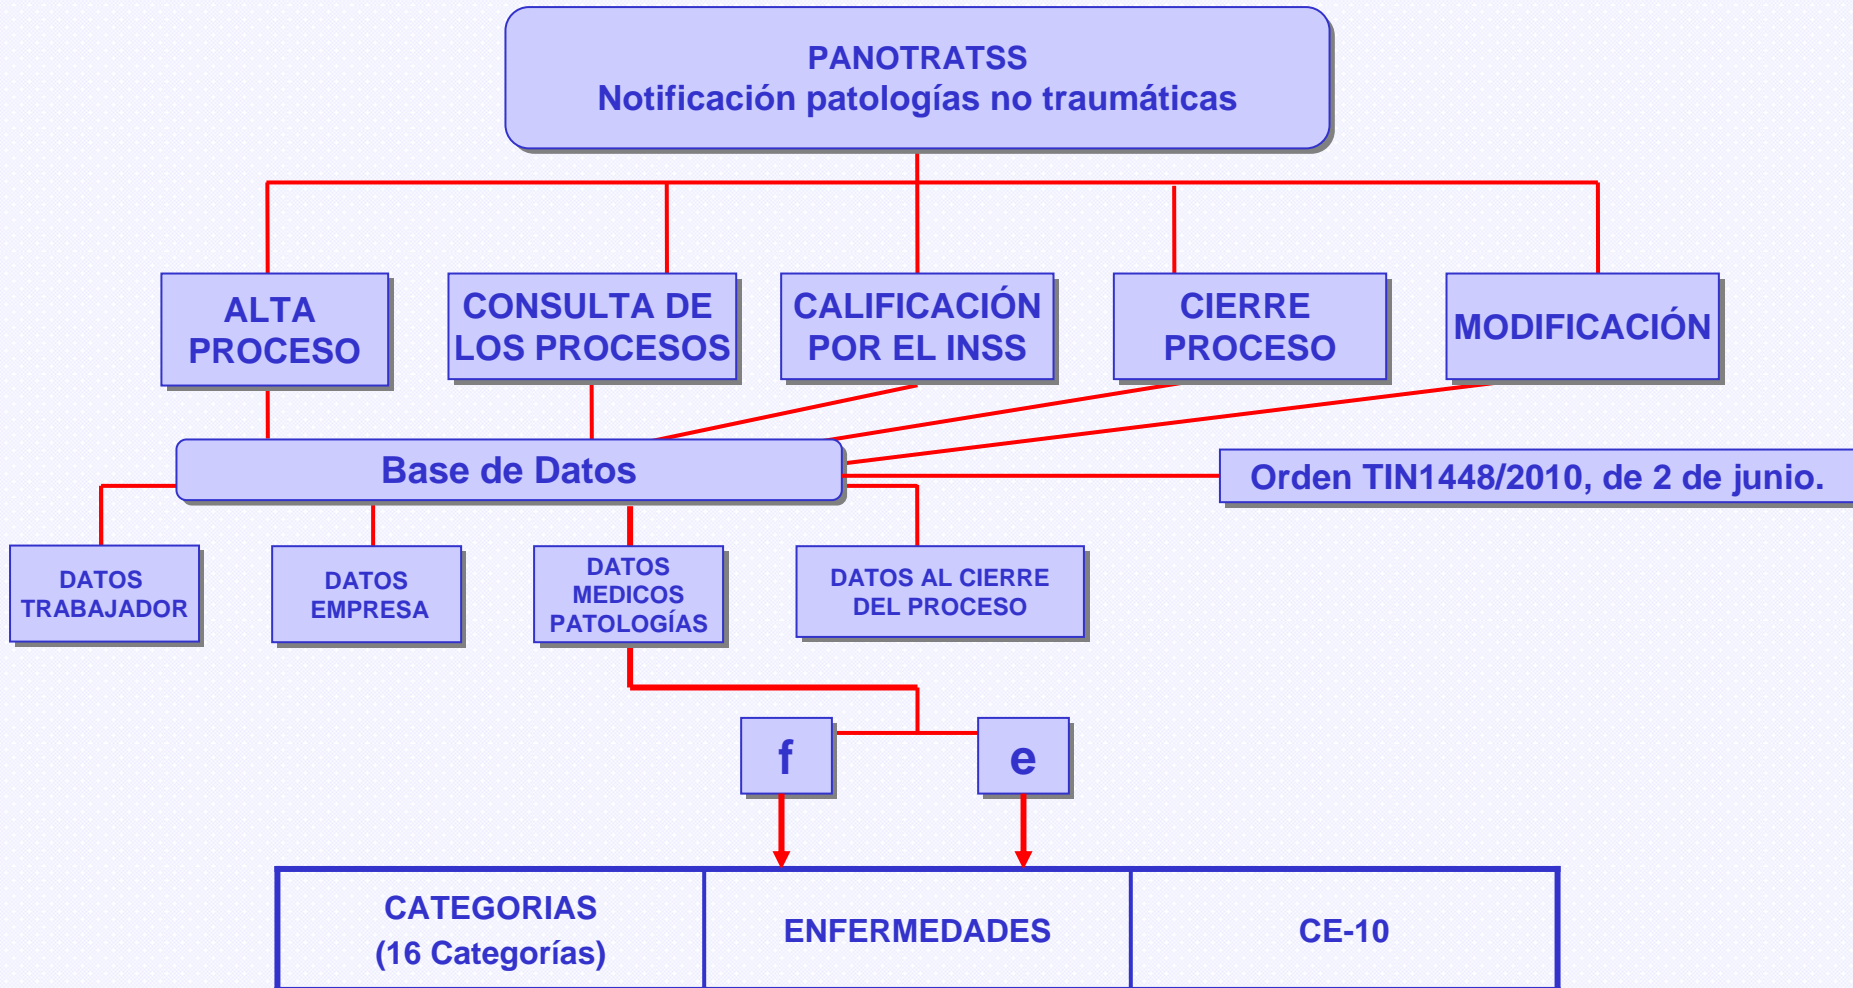 PANOTRATSS
Notificación patologías no traumáticas
ALTA
PROCESO
CONSULTA DE
LOS PROCESOS
CALIFICACIÓN
POR EL INSS
CIERRE
PROCESO
MODIFICACIÓN
Base de Datos
Orden TIN1448/2010, de 2 de junio.
DATOS
TRABAJADOR
DATOS
EMPRESA
DATOS
MEDICOS
PATOLOGÍAS
DATOS AL CIERRE
DEL PROCESO
f
e
CATEGORIAS
(16 Categorías)
ENFERMEDADES
CE-10